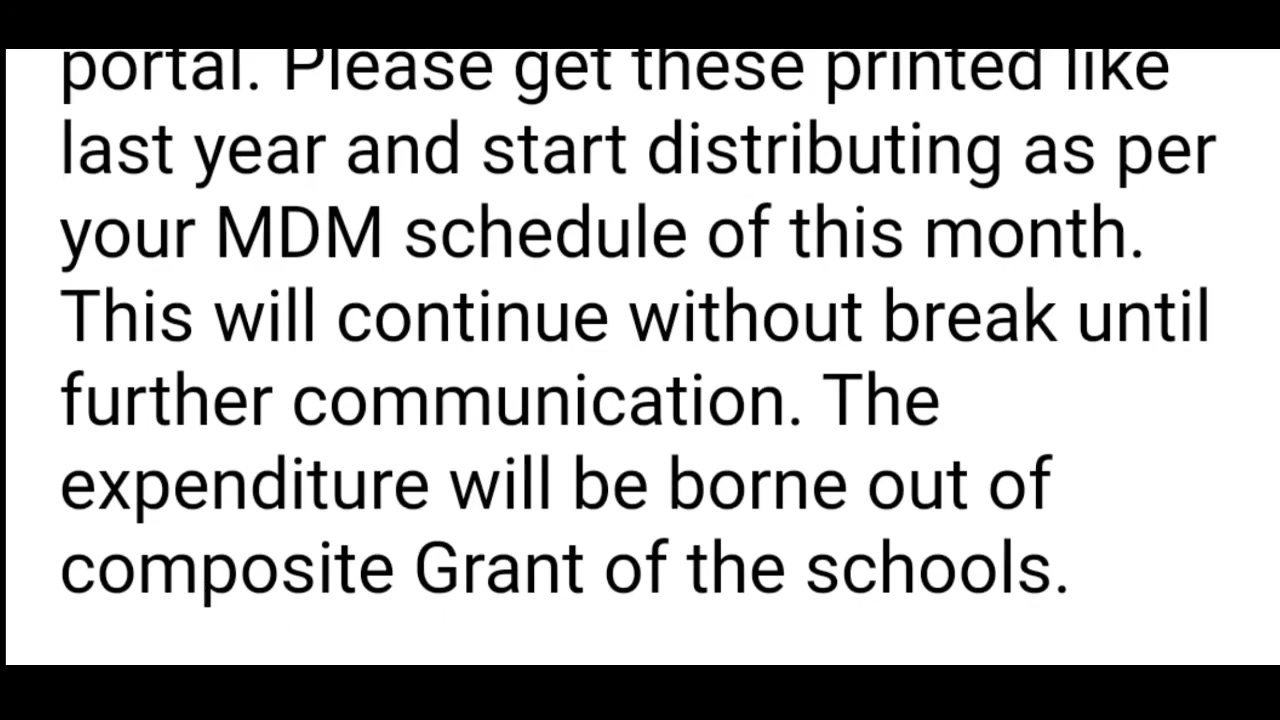 portal. Please get these printed like
last year and start distributing as per
your MDM schedule of this month.
This will continue without break until
further communication. The
expenditure will be borne out of
composite Grant of the schools.